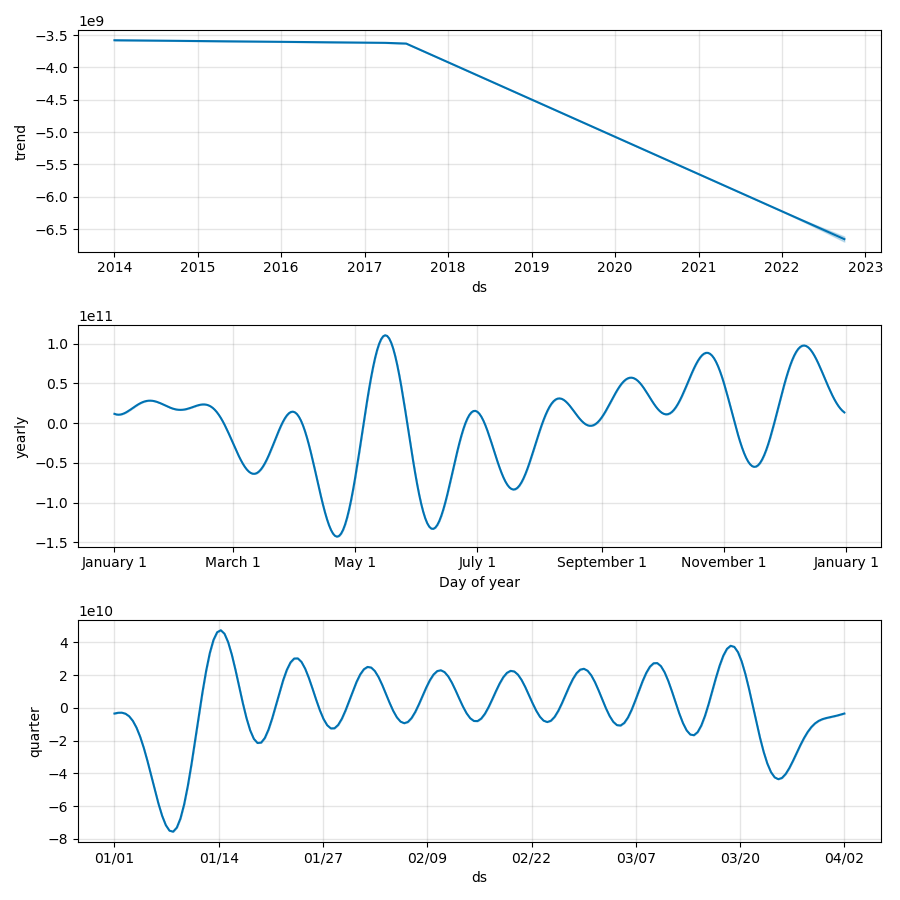 1e9
−3.5
−4.0
−4.5
−5.0
−5.5
−6.0
−6.5
trend
2014 2015 2016 2017 2018 2019 2020 2021 2022 2023
ds
1e11
1.0
0.5
0.0
−0.5
−1.0
−1.5
yearly
January 1 March 1 May 1 July 1 September 1 November 1 January 1
Day of year
1e10
4
2
0
−2
−4
−6
−8
quarter
01/01 01/14 01/27 02/09 02/22 03/07 03/20 04/02
ds